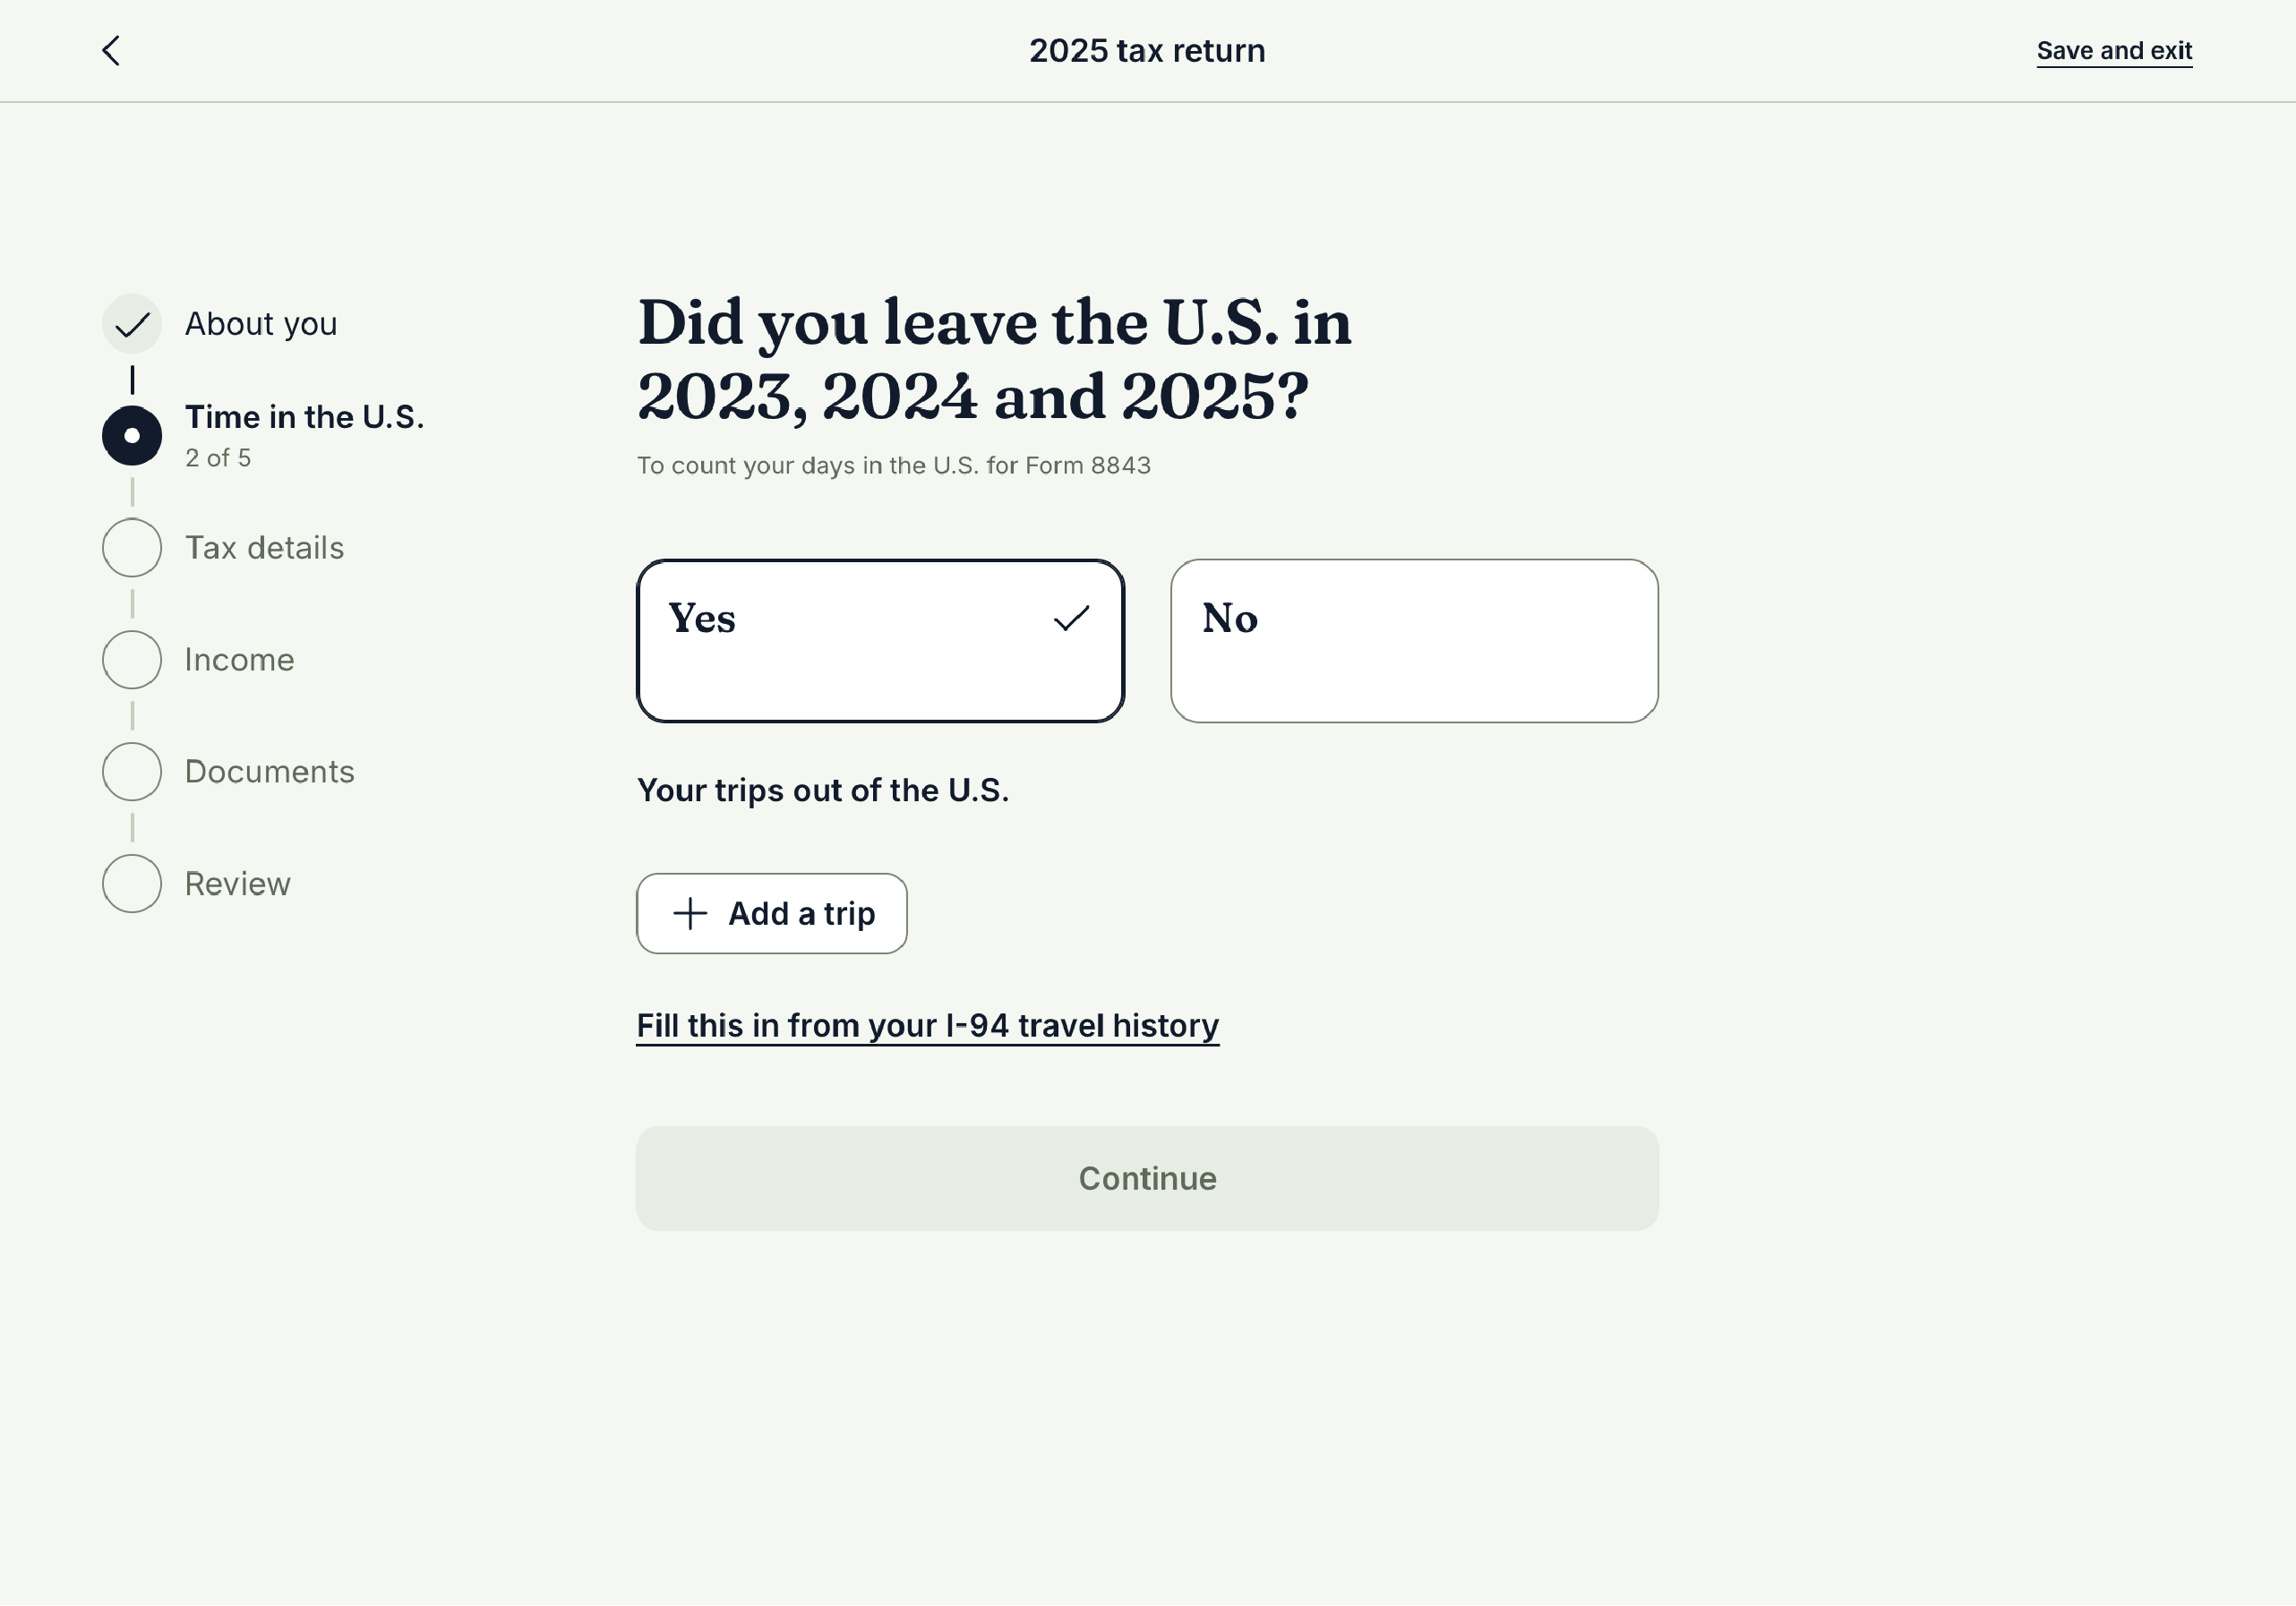 2025 tax return
Save and exit
About you
Time in the U.S.
2 of 5
Tax details
Income
Documents
Review
Did you leave the U.S. in
2023, 2024 and 2025?
To count your days in the U.S. for Form 8843
Yes
No
Your trips out of the U.S.
Add a trip
Fill this in from your I-94 travel history
Continue